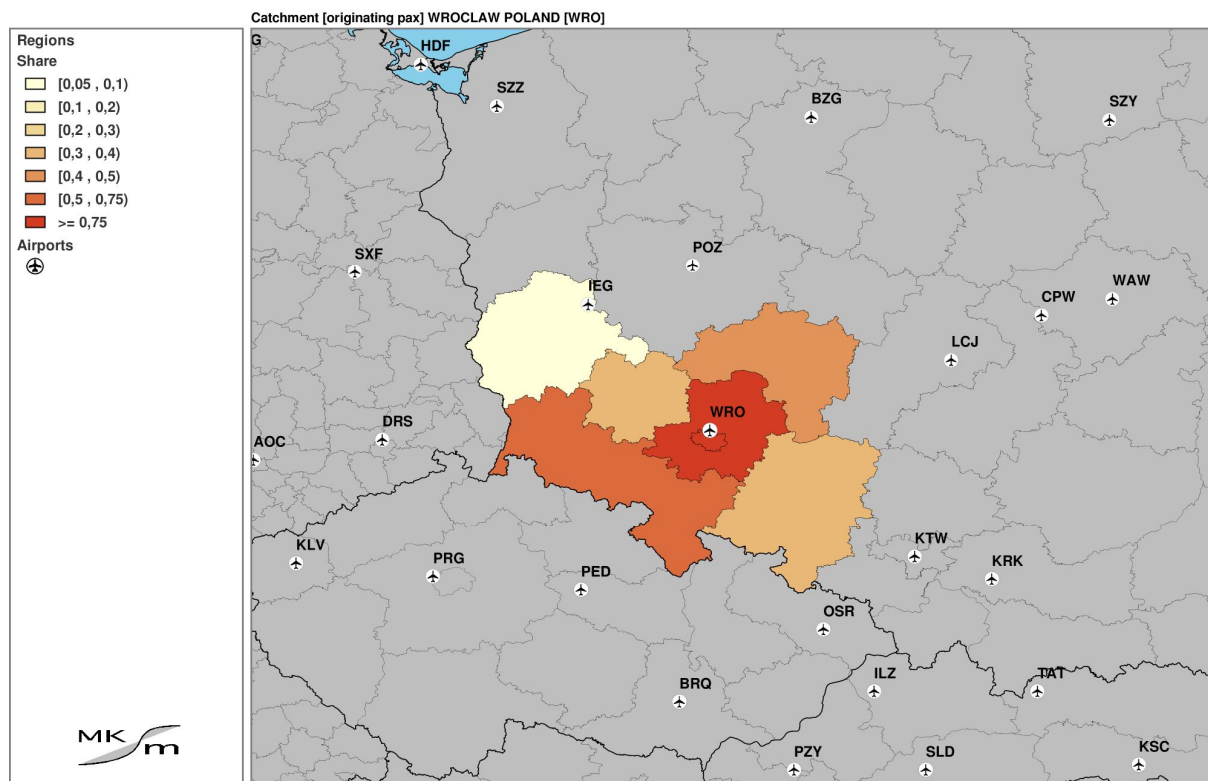 Catchment [originating pax] WROCLAW POLAND [WRO]
Regions
Share
[0,05 , 0,1)
[0,1 , 0,2)
[0,2 , 0,3)
[0,3 , 0,4)
[0,4 , 0,5)
[0,5 , 0,75)
>= 0,75
Airports
MK
m
G
HDF
SZZ
BZG
SZY
SXF
POZ
IEG
WAW
CPW
LCJ
WRO
DRS
AOC
KLV
PRG
PED
KTW
KRK
OSR
BRQ
ILZ
TAT
PZY
SLD
KSC